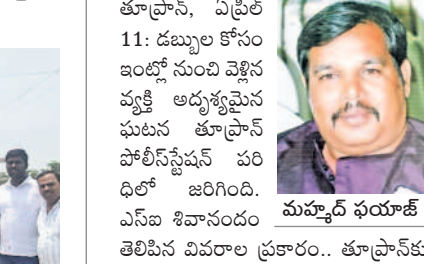 తూప్రాన్, ఏప్రిల్
11: డబ్బుల కోసం
ఇంట్లో నుంచి వెళ్లిన
వ్యక్తి అదృశ్యమైన
ఘటన తూప్రాన్
పోలీస్‌స్టేషన్ పరి
ధిలో జరిగింది.
ఎస్ఐ శివానందం
తెలిపిన వివరాల ప్రకారం.. తూప్రాన్‌కు
మహ్మద్ ఫయాజ్